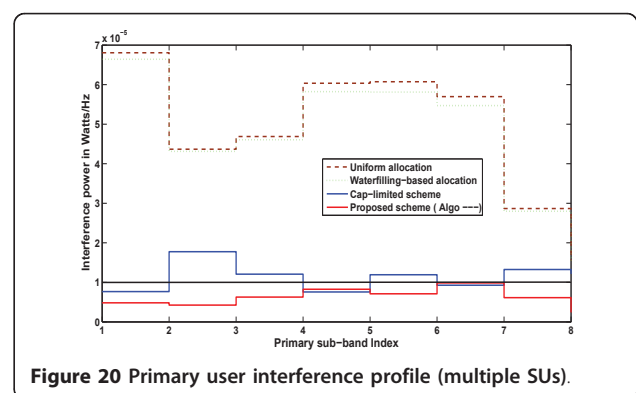 x 10⁻⁵
7
6
5
4
3
2
1
0
Interference power in Watts/Hz
Uniform allocation
Waterfilling-based alocation
Cap-limited scheme
Proposed scheme ( Algo ---)
1 2 3 4 5 6 7 8
Primary sub-band Index
Figure 20 Primary user interference profile (multiple SUs).